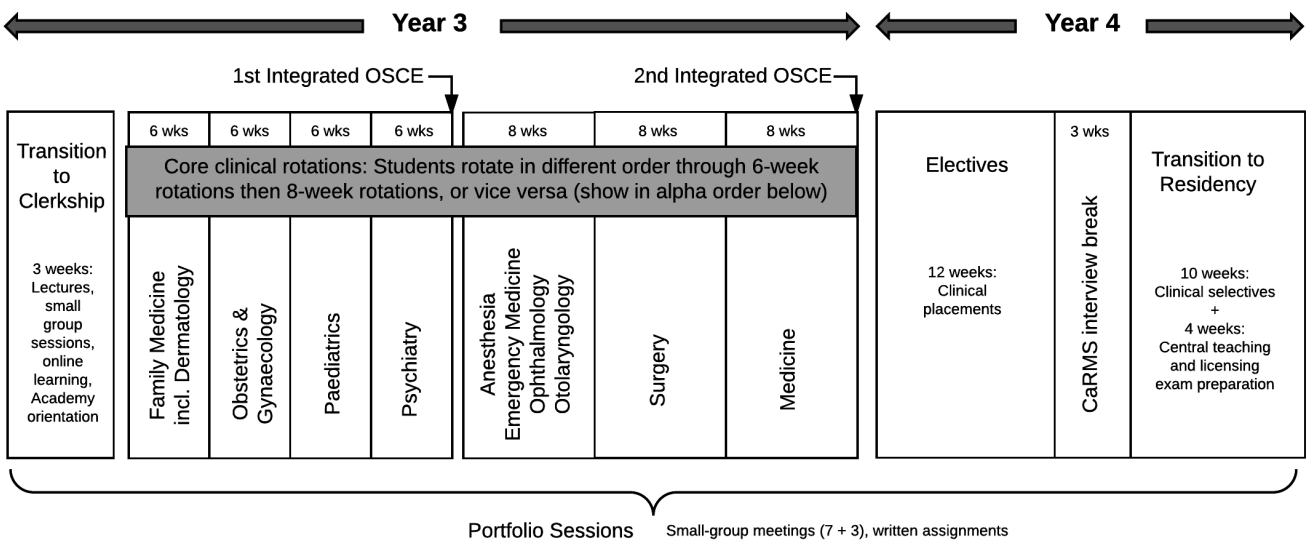 Year 3
Year 4
1st Integrated OSCE
2nd Integrated OSCE
Transition
to
Clerkship
3 weeks:
Lectures,
small
group
sessions,
online
learning,
Academy
orientation
6 wks
6 wks
6 wks
6 wks
8 wks
8 wks
8 wks
Core clinical rotations: Students rotate in different order through 6-week
rotations then 8-week rotations, or vice versa (show in alpha order below)
Family Medicine
incl. Dermatology
Obstetrics &
Gynaecology
Paediatrics
Psychiatry
Anesthesia
Emergency Medicine
Ophthalmology
Otolaryngology
Surgery
Medicine
Electives
12 weeks:
Clinical
placements
3 wks
CaRMS interview break
Transition to
Residency
10 weeks:
Clinical selectives
+
4 weeks:
Central teaching
and licensing
exam preparation
Portfolio Sessions Small-group meetings (7 + 3), written assignments